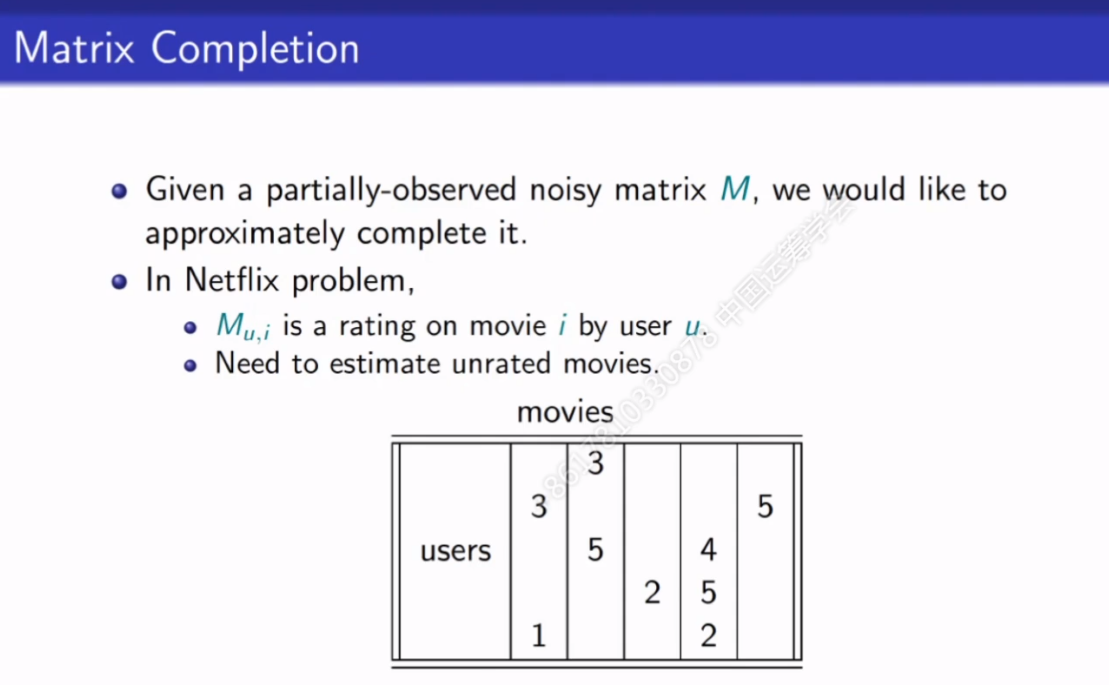 Matrix Completion
Given a partially-observed noisy matrix M, we would like to
approximately complete it.
In Netflix problem,
M_{u,i} is a rating on movie i by user u.
Need to estimate unrated movies.
movies
3
3 5
users 5 4
2 5
1 2
8617810330878 中国运筹学会